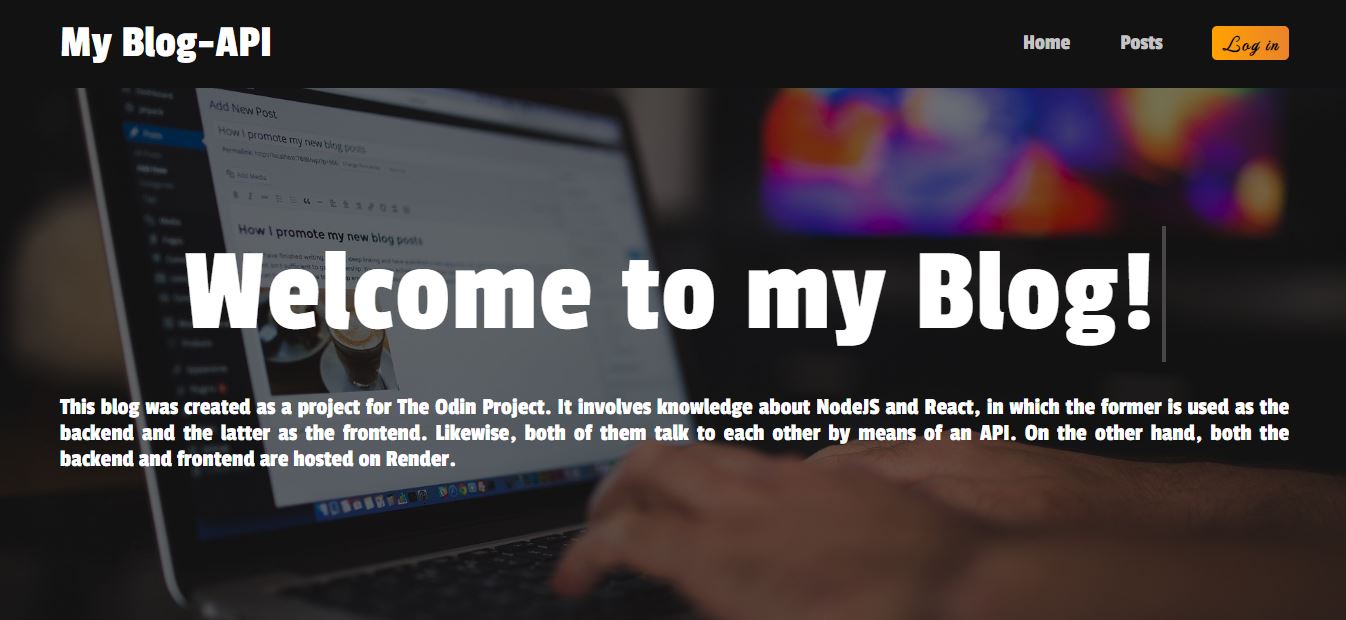 My Blog-API
Home
Posts
Log in
Add New Post
How I promote my new blog posts
Add Media
How I promote my new blog posts
Welcome to my Blog!
This blog was created as a project for The Odin Project. It involves knowledge about NodeJS and React, in which the former is used as the
backend and the latter as the frontend. Likewise, both of them talk to each other by means of an API. On the other hand, both the
backend and frontend are hosted on Render.
Posts